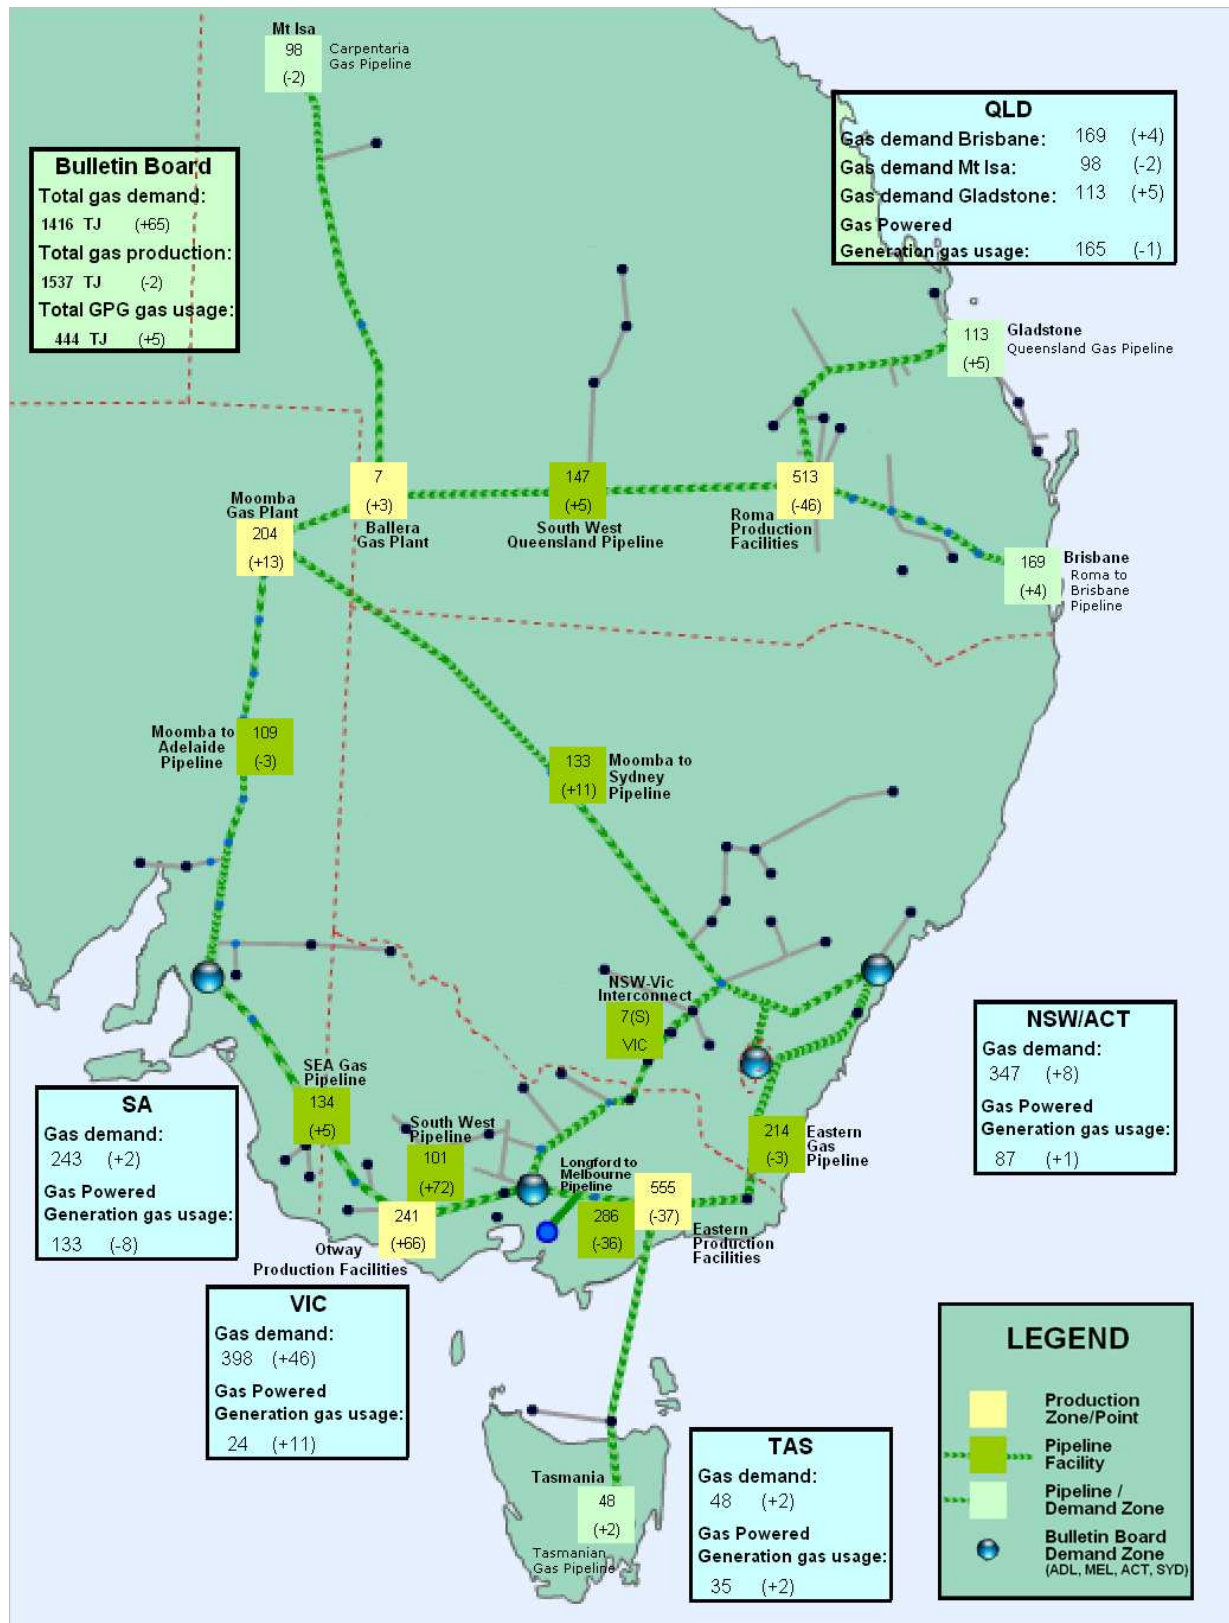 Mt Isa
98
(-2)
Carpentaria
Gas Pipeline
Bulletin Board
Total gas demand:
1416 TJ (+65)
Total gas production:
1537 TJ (-2)
Total GPG gas usage:
444 TJ (+5)
QLD
Gas demand Brisbane: 169 (+4)
Gas demand Mt Isa: 98 (-2)
Gas demand Gladstone: 113 (+5)
Gas Powered
Generation gas usage: 165 (-1)
113
(+5)
Gladstone
Queensland Gas Pipeline
Moomba
Gas Plant
204
(+13)
7
(+3)
Ballera
Gas Plant
147
(+5)
South West
Queensland Pipeline
513
(-46)
Roma
Production
Facilities
169
(+4)
Brisbane
Roma to
Brisbane
Pipeline
Moomba to
Adelaide
Pipeline
109
(-3)
133
(+11)
Moomba to
Sydney
Pipeline
NSW-Vic
Interconnect
7(S)
VIC
NSW/ACT
Gas demand:
347 (+8)
Gas Powered
Generation gas usage:
87 (+1)
SEA Gas
Pipeline
134
(+5)
SA
Gas demand:
243 (+2)
Gas Powered
Generation gas usage:
133 (-8)
South West
Pipeline
101
(+72)
Longford to
Melbourne
Pipeline
286
(-36)
555
(-37)
Eastern
Production
Facilities
214
(-3)
Eastern
Gas
Pipeline
241
(+66)
Otway
Production Facilities
VIC
Gas demand:
398 (+46)
Gas Powered
Generation gas usage:
24 (+11)
Tasmania
48
(+2)
Tasmanian
Gas Pipeline
TAS
Gas demand:
48 (+2)
Gas Powered
Generation gas usage:
35 (+2)
LEGEND
Production
Zone/Point
Pipeline
Facility
Pipeline /
Demand Zone
Bulletin Board
Demand Zone
(ADL, MEL, ACT, SYD)